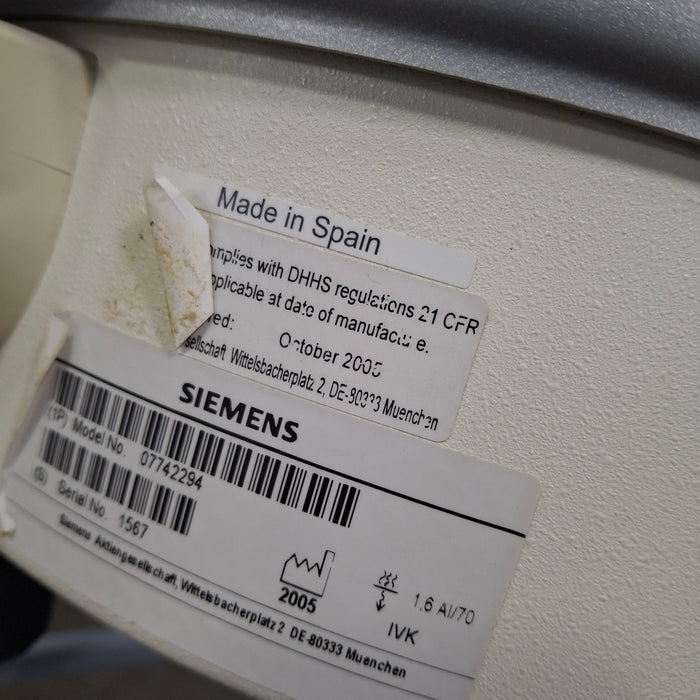 Made in Spain
omplies with DHHS regulations 21 CFR
pplicable at date of manufacture.
red: October 2005
sellschaft Wittelsbacherplatz 2, DE-80333 Muenchen
SIEMENS
(1P) Model No. 07742294
(S) Serial No. 1567
2005
1.6 Al/70
IVK
Siemens Aktiengesellschaft, Wittelsbacherplatz 2 DE-80333 Muenchen